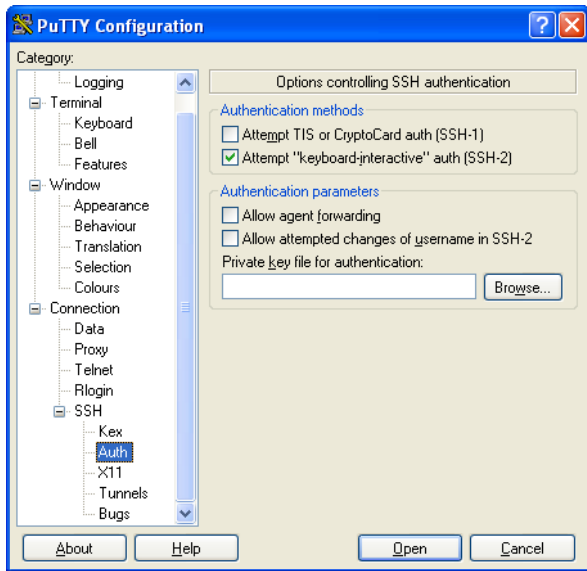 PuTTY Configuration
Category:
Logging
Terminal
Keyboard
Bell
Features
Window
Appearance
Behaviour
Translation
Selection
Colours
Connection
Data
Proxy
Telnet
Rlogin
SSH
Kex
Auth
X11
Tunnels
Bugs
Options controlling SSH authentication
Authentication methods
Attempt TIS or CryptoCard auth (SSH-1)
Attempt "keyboard-interactive" auth (SSH-2)
Authentication parameters
Allow agent forwarding
Allow attempted changes of username in SSH-2
Private key file for authentication:
Browse...
About
Help
Open
Cancel